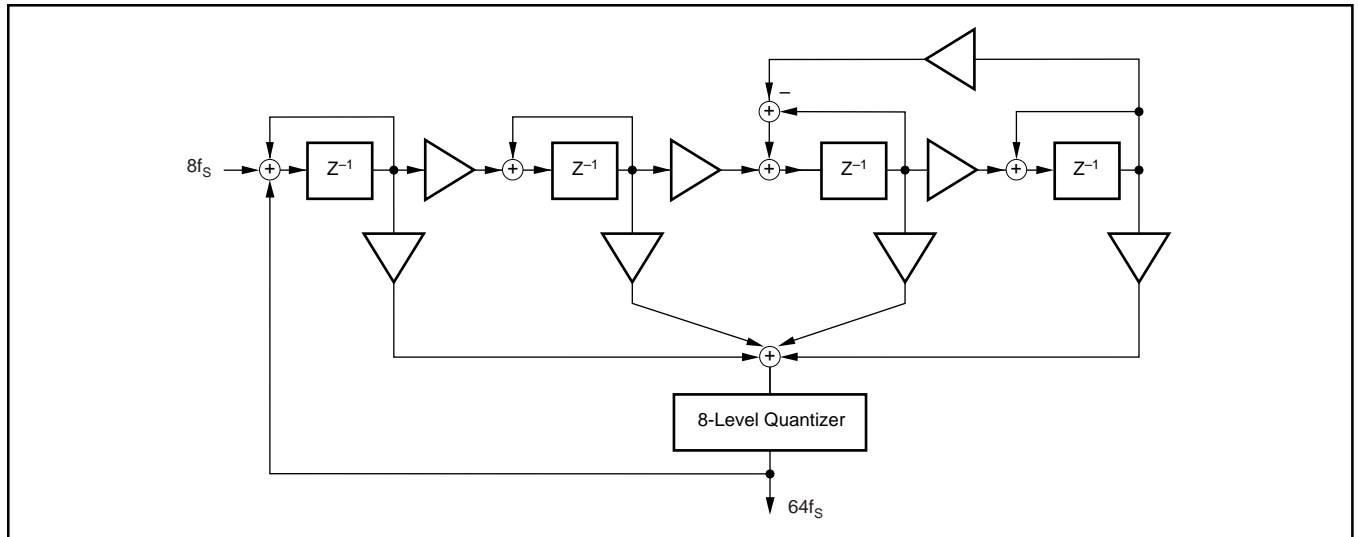 –
+
+
+
+
+
8f_S
Z⁻¹
Z⁻¹
Z⁻¹
Z⁻¹
+
8-Level Quantizer
64f_S